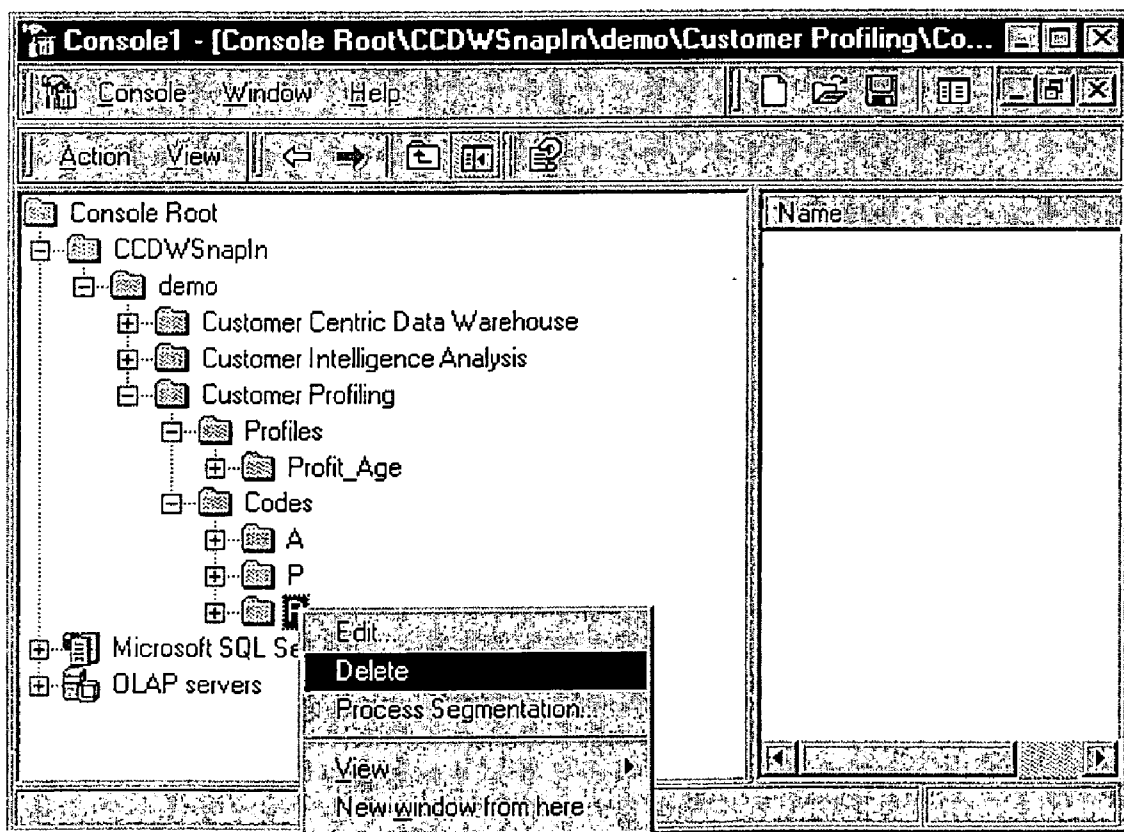 Console1 - [Console Root\CCDWSnapIn\demo\Customer Profiling\Co...
Console Window Help
Action View
Console Root
Name
CCDWSnapIn
demo
Customer Centric Data Warehouse
Customer Intelligence Analysis
Customer Profiling
Profiles
Profit_Age
Codes
A
P
Microsoft SQL Se
OLAP servers
Edit...
Delete
Process Segmentation...
View
New window from here